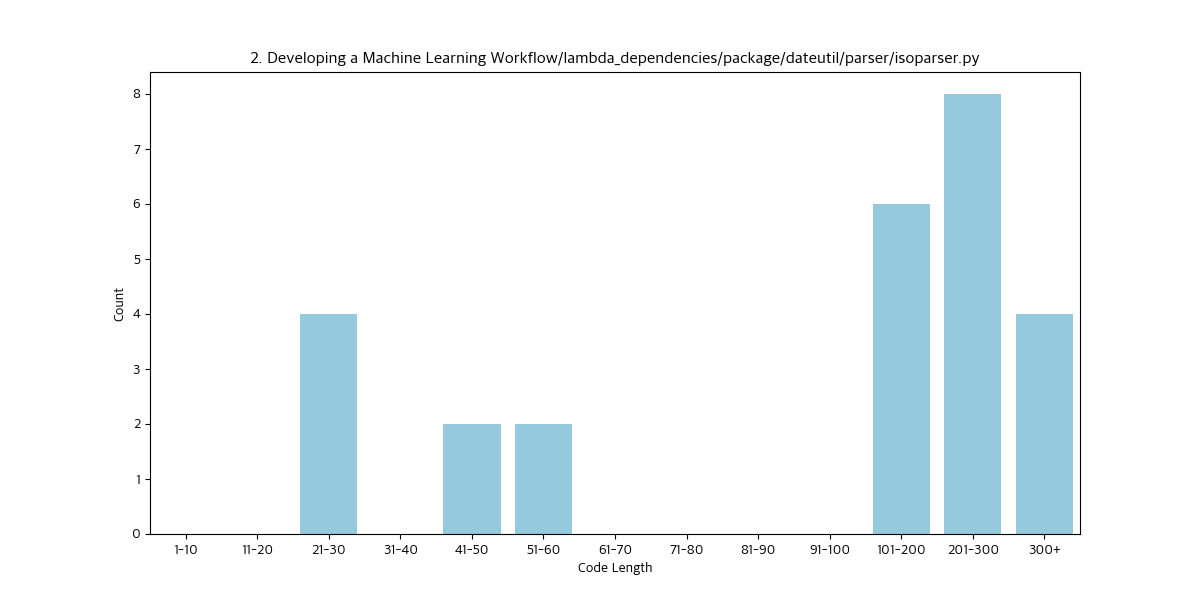 2. Developing a Machine Learning Workflow/lambda_dependencies/package/dateutil/parser/isoparser.py
8
7
6
5
4
3
2
1
0
Count
1-10 11-20 21-30 31-40 41-50 51-60 61-70 71-80 81-90 91-100 101-200 201-300 300+
Code Length